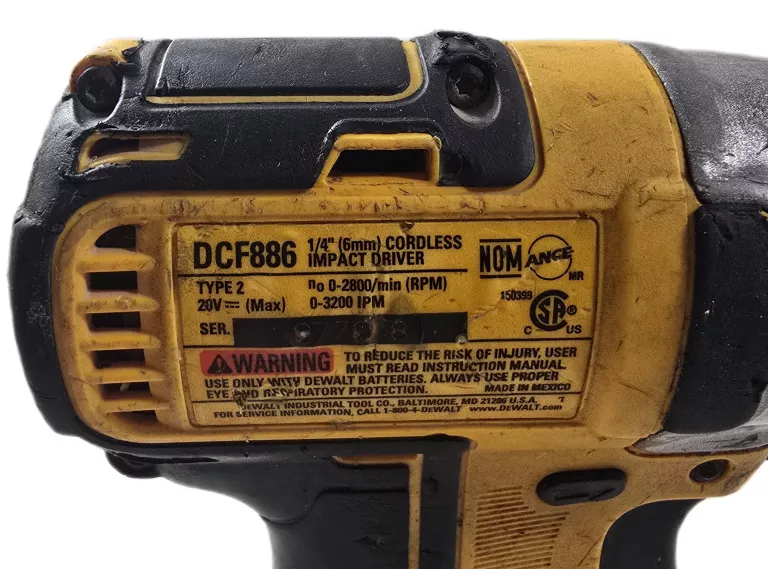 DCF886 1/4" (6mm) CORDLESS
IMPACT DRIVER
NOM ANCE MR
TYPE 2 no 0-2800/min (RPM)
20V ⎓ (Max) 0-3200 IPM
150399 C SA® C US
SER.
WARNING TO REDUCE THE RISK OF INJURY, USER
MUST READ INSTRUCTION MANUAL.
USE ONLY WITH DEWALT BATTERIES. ALWAYS USE PROPER
EYE AND RESPIRATORY PROTECTION. MADE IN MEXICO
DEWALT INDUSTRIAL TOOL CO., BALTIMORE, MD 21286 U.S.A.
FOR SERVICE INFORMATION, CALL 1-800-4-DEWALT www.DEWALT.com